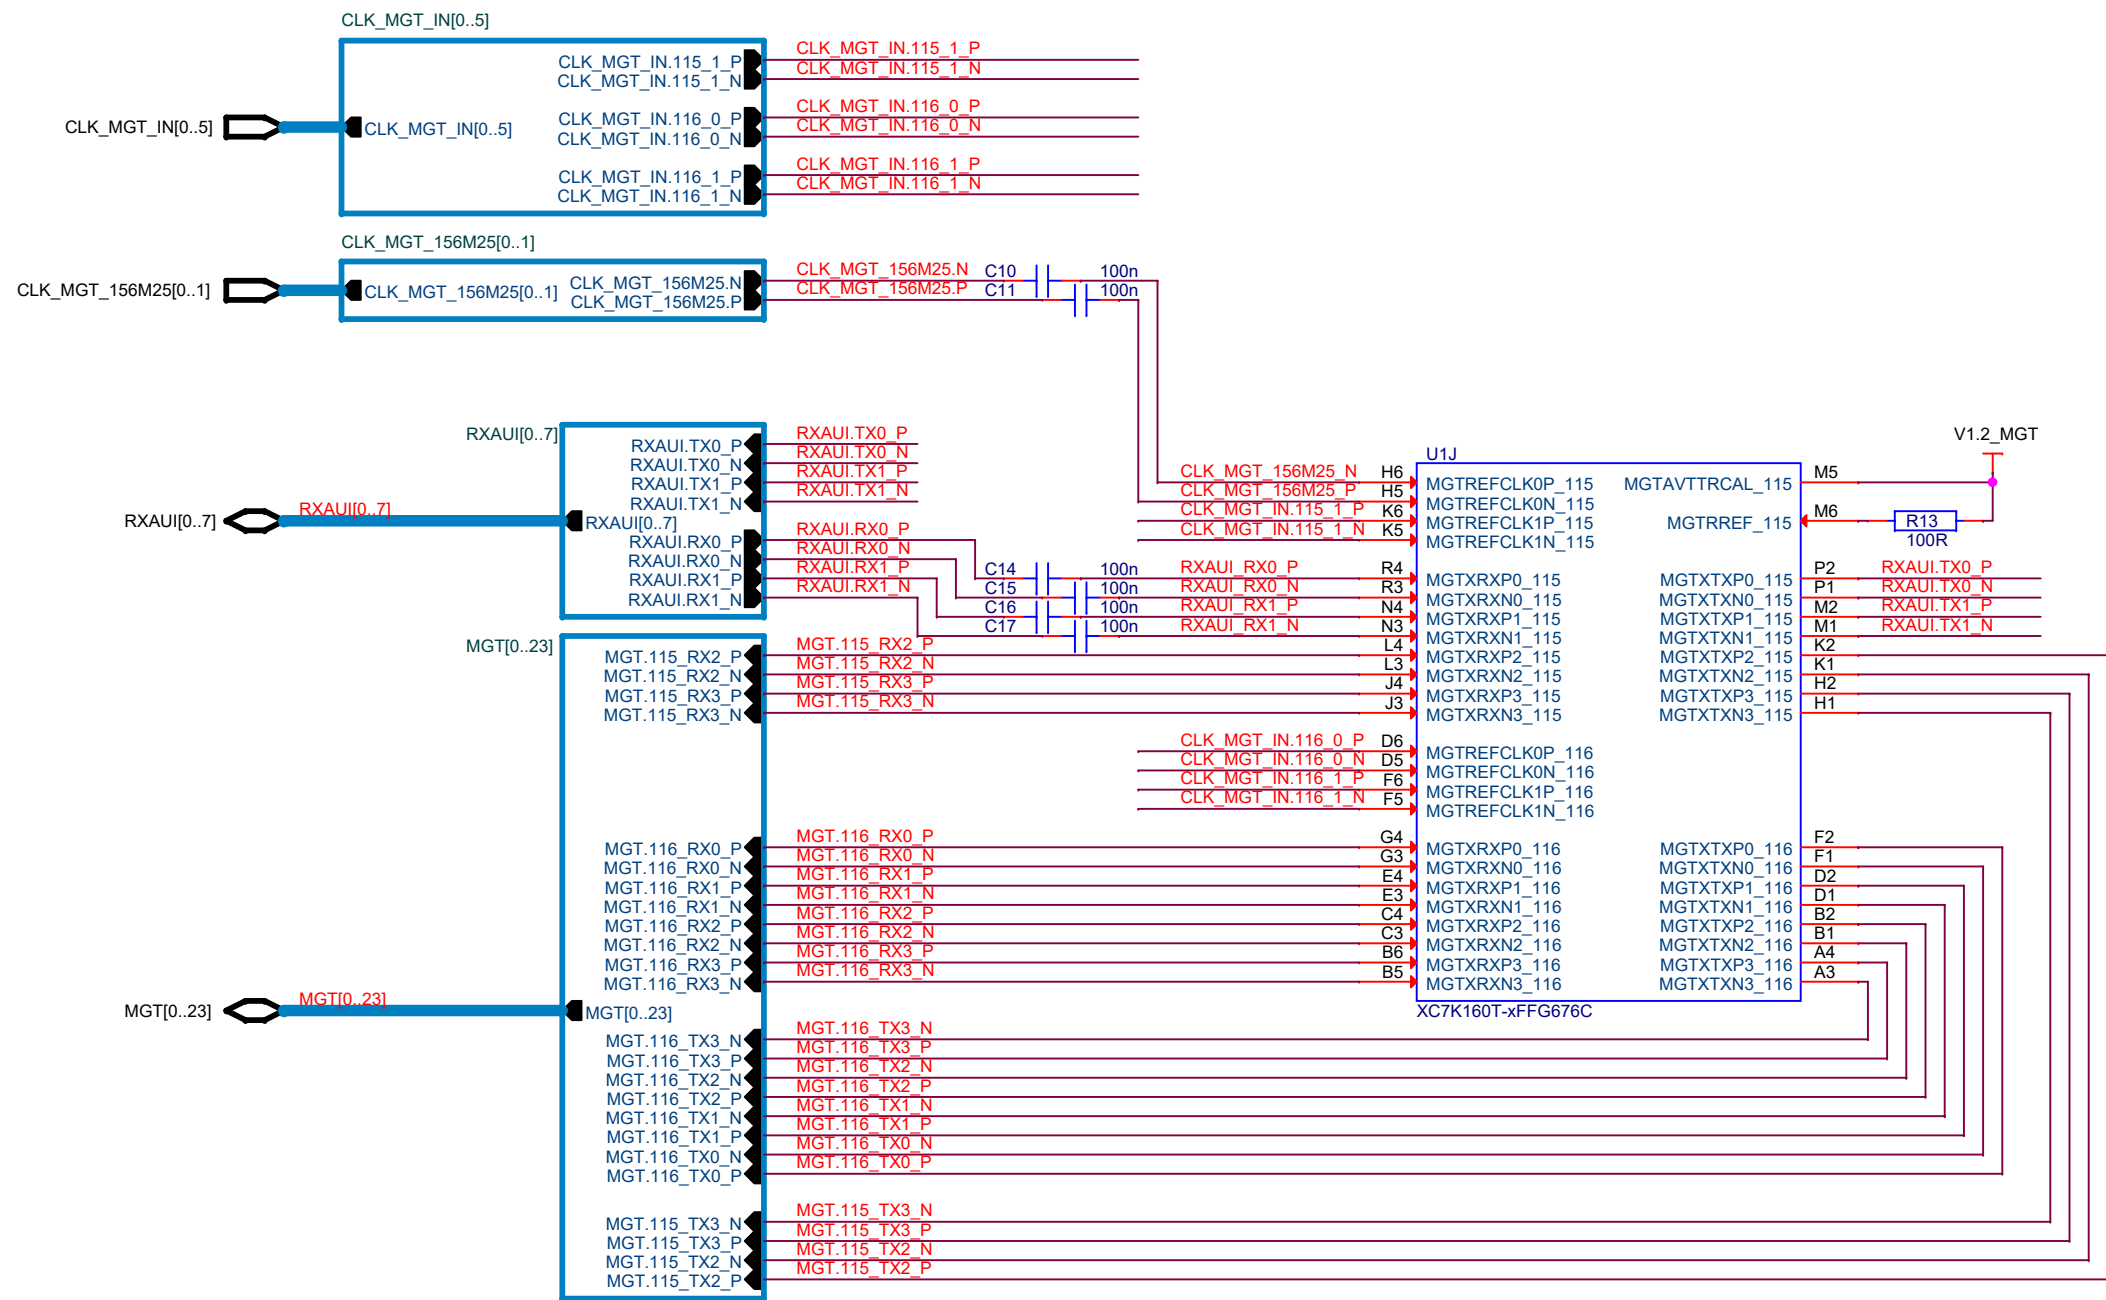 CLK_MGT_IN[0..5]
CLK_MGT_IN[0..5]
CLK_MGT_IN[0..5]
CLK_MGT_IN.115_1_P
CLK_MGT_IN.115_1_N
CLK_MGT_IN.116_0_P
CLK_MGT_IN.116_0_N
CLK_MGT_IN.116_1_P
CLK_MGT_IN.116_1_N
CLK_MGT_IN.115_1_P
CLK_MGT_IN.115_1_N
CLK_MGT_IN.116_0_P
CLK_MGT_IN.116_0_N
CLK_MGT_IN.116_1_P
CLK_MGT_IN.116_1_N
CLK_MGT_156M25[0..1]
CLK_MGT_156M25[0..1]
CLK_MGT_156M25[0..1]
CLK_MGT_156M25.N
CLK_MGT_156M25.P
CLK_MGT_156M25.N
CLK_MGT_156M25.P
C10 100n
C11 100n
RXAUI[0..7]
RXAUI[0..7]
RXAUI[0..7]
RXAUI.TX0_P
RXAUI.TX0_N
RXAUI.TX1_P
RXAUI.TX1_N
RXAUI[0..7]
RXAUI.RX0_P
RXAUI.RX0_N
RXAUI.RX1_P
RXAUI.RX1_N
RXAUI.TX0_P
RXAUI.TX0_N
RXAUI.TX1_P
RXAUI.TX1_N
RXAUI.RX0_P
RXAUI.RX0_N
RXAUI.RX1_P
RXAUI.RX1_N
C14 100n
C15 100n
C16 100n
C17 100n
MGT[0..23]
MGT[0..23]
MGT[0..23]
MGT.115_RX2_P
MGT.115_RX2_N
MGT.115_RX3_P
MGT.115_RX3_N
MGT.116_RX0_P
MGT.116_RX0_N
MGT.116_RX1_P
MGT.116_RX1_N
MGT.116_RX2_P
MGT.116_RX2_N
MGT.116_RX3_P
MGT.116_RX3_N
MGT[0..23]
MGT.116_TX3_N
MGT.116_TX3_P
MGT.116_TX2_N
MGT.116_TX2_P
MGT.116_TX1_N
MGT.116_TX1_P
MGT.116_TX0_N
MGT.116_TX0_P
MGT.115_TX3_N
MGT.115_TX3_P
MGT.115_TX2_N
MGT.115_TX2_P
MGT.115_RX2_P
MGT.115_RX2_N
MGT.115_RX3_P
MGT.115_RX3_N
MGT.116_RX0_P
MGT.116_RX0_N
MGT.116_RX1_P
MGT.116_RX1_N
MGT.116_RX2_P
MGT.116_RX2_N
MGT.116_RX3_P
MGT.116_RX3_N
MGT.116_TX3_N
MGT.116_TX3_P
MGT.116_TX2_N
MGT.116_TX2_P
MGT.116_TX1_N
MGT.116_TX1_P
MGT.116_TX0_N
MGT.116_TX0_P
MGT.115_TX3_N
MGT.115_TX3_P
MGT.115_TX2_N
MGT.115_TX2_P
U1J
CLK_MGT_156M25_N H6 MGTREFCLK0P_115
CLK_MGT_156M25_P H5 MGTREFCLK0N_115
CLK_MGT_IN.115_1_P K6 MGTREFCLK1P_115
CLK_MGT_IN.115_1_N K5 MGTREFCLK1N_115
RXAUI_RX0_P R4 MGTXRXP0_115
RXAUI_RX0_N R3 MGTXRXN0_115
RXAUI_RX1_P N4 MGTXRXP1_115
RXAUI_RX1_N N3 MGTXRXN1_115
L4 MGTXRXP2_115
L3 MGTXRXN2_115
J4 MGTXRXP3_115
J3 MGTXRXN3_115
CLK_MGT_IN.116_0_P D6 MGTREFCLK0P_116
CLK_MGT_IN.116_0_N D5 MGTREFCLK0N_116
CLK_MGT_IN.116_1_P F6 MGTREFCLK1P_116
CLK_MGT_IN.116_1_N F5 MGTREFCLK1N_116
G4 MGTXRXP0_116
G3 MGTXRXN0_116
E4 MGTXRXP1_116
E3 MGTXRXN1_116
C4 MGTXRXP2_116
C3 MGTXRXN2_116
B6 MGTXRXP3_116
B5 MGTXRXN3_116
V1.2_MGT
MGTAVTTRCAL_115 M5
MGTRREF_115 M6 R13
100R
MGTXTXP0_115 P2 RXAUI.TX0_P
MGTXTXN0_115 P1 RXAUI.TX0_N
MGTXTXP1_115 M2 RXAUI.TX1_P
MGTXTXN1_115 M1 RXAUI.TX1_N
MGTXTXP2_115 K2
MGTXTXN2_115 K1
MGTXTXP3_115 H2
MGTXTXN3_115 H1
MGTXTXP0_116 F2
MGTXTXN0_116 F1
MGTXTXP1_116 D2
MGTXTXN1_116 D1
MGTXTXP2_116 B2
MGTXTXN2_116 B1
MGTXTXP3_116 A4
MGTXTXN3_116 A3
XC7K160T-xFFG676C